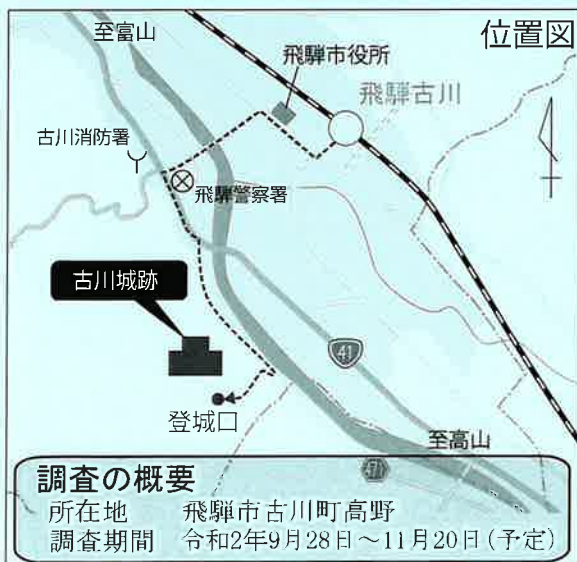 位置図
至富山
飛騨市役所
飛騨古川
古川消防署
飛騨警察署
古川城跡
41
登城口
至高山
471
調査の概要
所在地 飛騨市古川町高野
調査期間 令和2年9月28日～11月20日(予定)